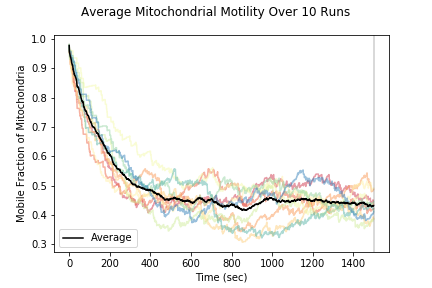 Average Mitochondrial Motility Over 10 Runs
Mobile Fraction of Mitochondria
1.0
0.9
0.8
0.7
0.6
0.5
0.4
0.3
Average
0 200 400 600 800 1000 1200 1400
Time (sec)